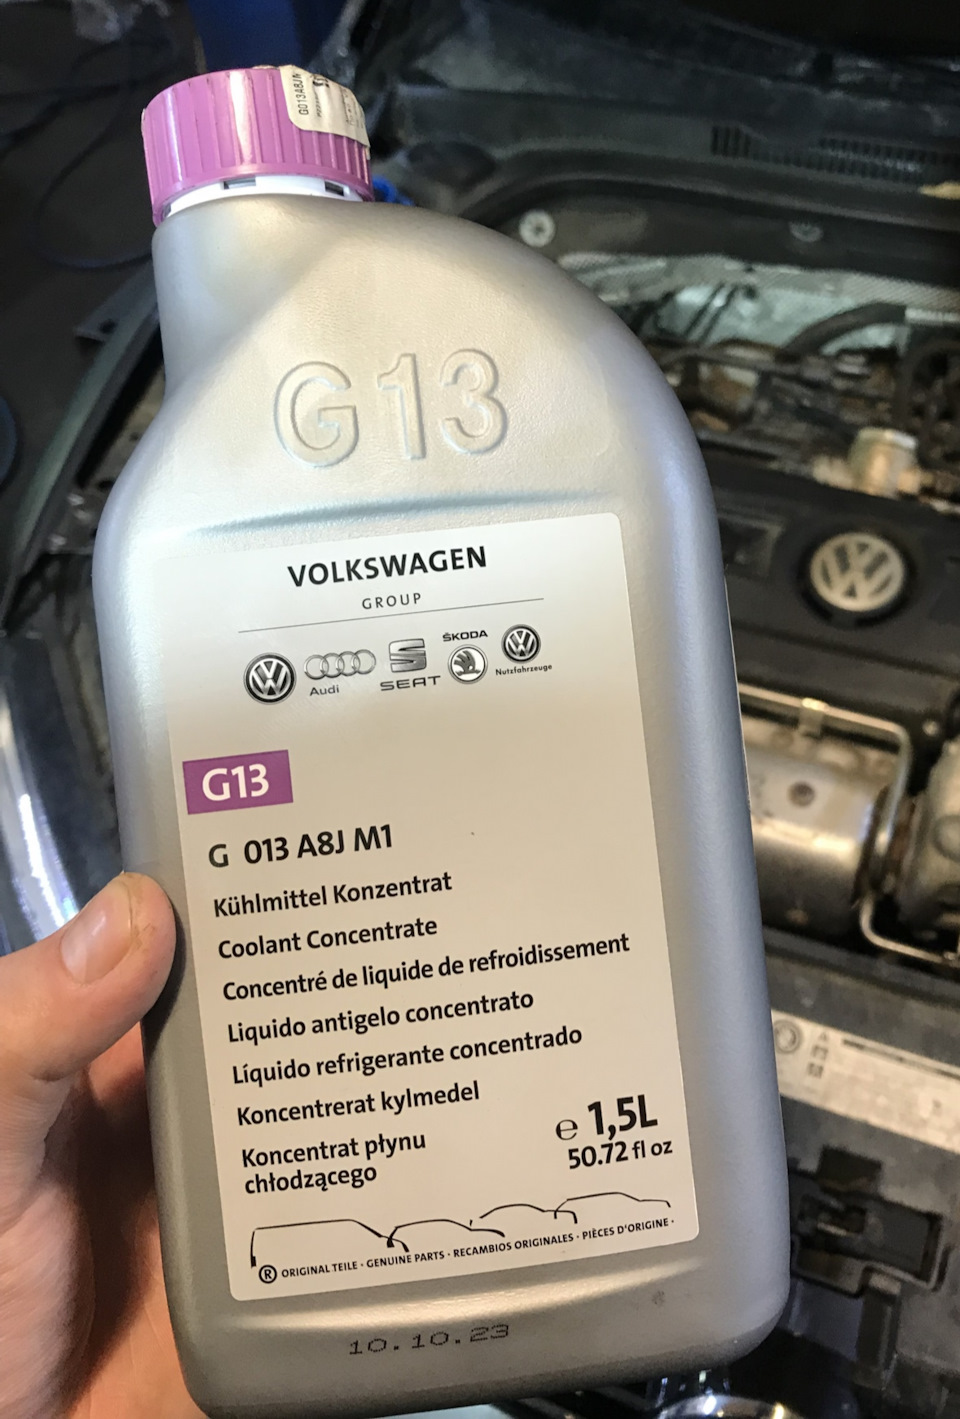 G013A8JM
G13
VOLKSWAGEN
GROUP
Audi
SEAT
ŠKODA
Nutzfahrzeuge
G13
G 013 A8J M1
Kühlmittel Konzentrat
Coolant Concentrate
Concentré de liquide de refroidissement
Liquido antigelo concentrato
Líquido refrigerante concentrado
Koncentrerat kylmedel
Koncentrat płynu
chłodzącego
e 1,5L
50.72 fl oz
® ORIGINAL TEILE · GENUINE PARTS · RECAMBIOS ORIGINALES · PIÈCES D'ORIGINE ·
10.10.23